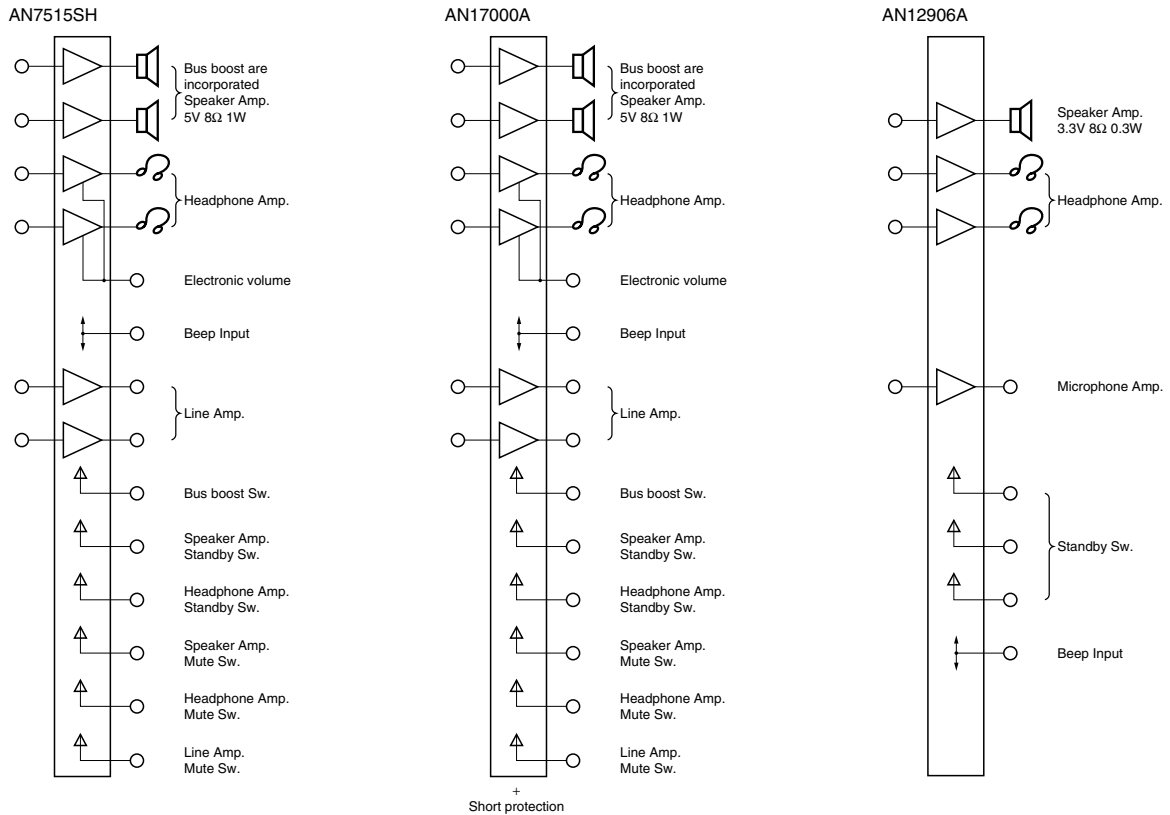 AN7515SH
Bus boost are
incorporated
Speaker Amp.
5V 8Ω 1W
Headphone Amp.
Electronic volume
Beep Input
Line Amp.
Bus boost Sw.
Speaker Amp.
Standby Sw.
Headphone Amp.
Standby Sw.
Speaker Amp.
Mute Sw.
Headphone Amp.
Mute Sw.
Line Amp.
Mute Sw.
AN17000A
Bus boost are
incorporated
Speaker Amp.
5V 8Ω 1W
Headphone Amp.
Electronic volume
Beep Input
Line Amp.
Bus boost Sw.
Speaker Amp.
Standby Sw.
Headphone Amp.
Standby Sw.
Speaker Amp.
Mute Sw.
Headphone Amp.
Mute Sw.
Line Amp.
Mute Sw.
+
Short protection
AN12906A
Speaker Amp.
3.3V 8Ω 0.3W
Headphone Amp.
Microphone Amp.
Standby Sw.
Beep Input